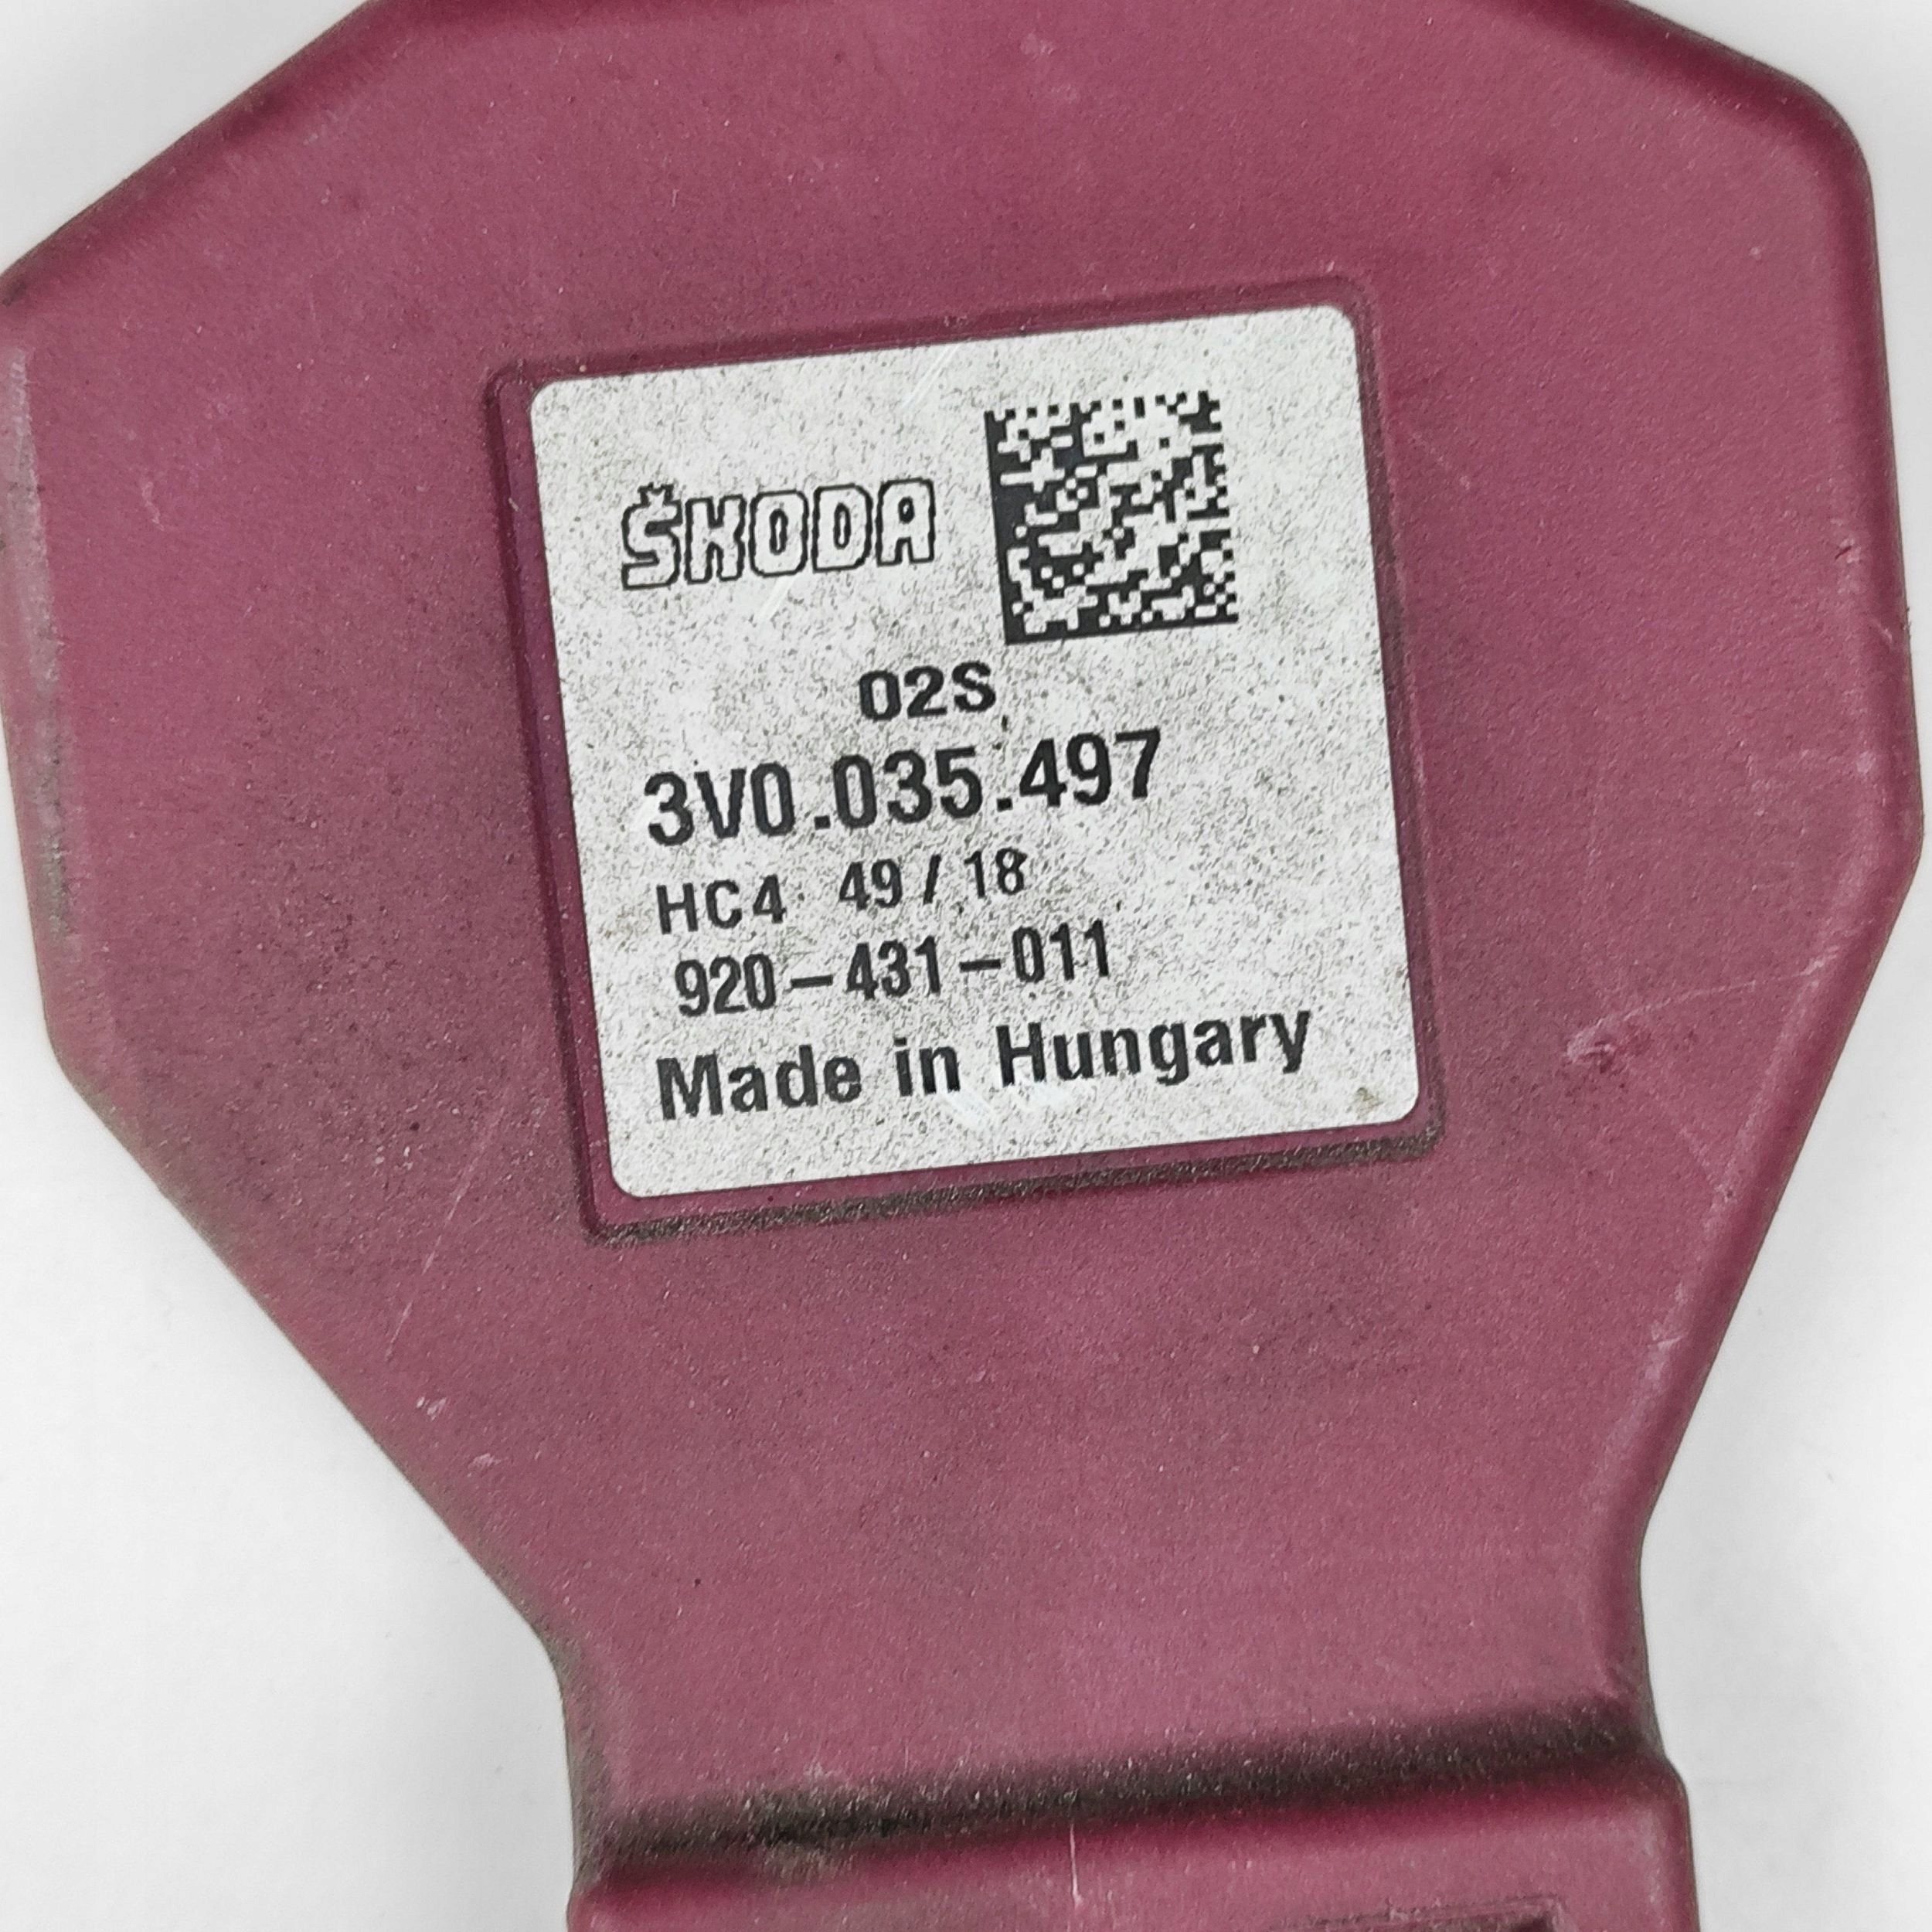 ŠKODA
02S
3V0.035.497
HC4 49 / 18
920-431-011
Made in Hungary